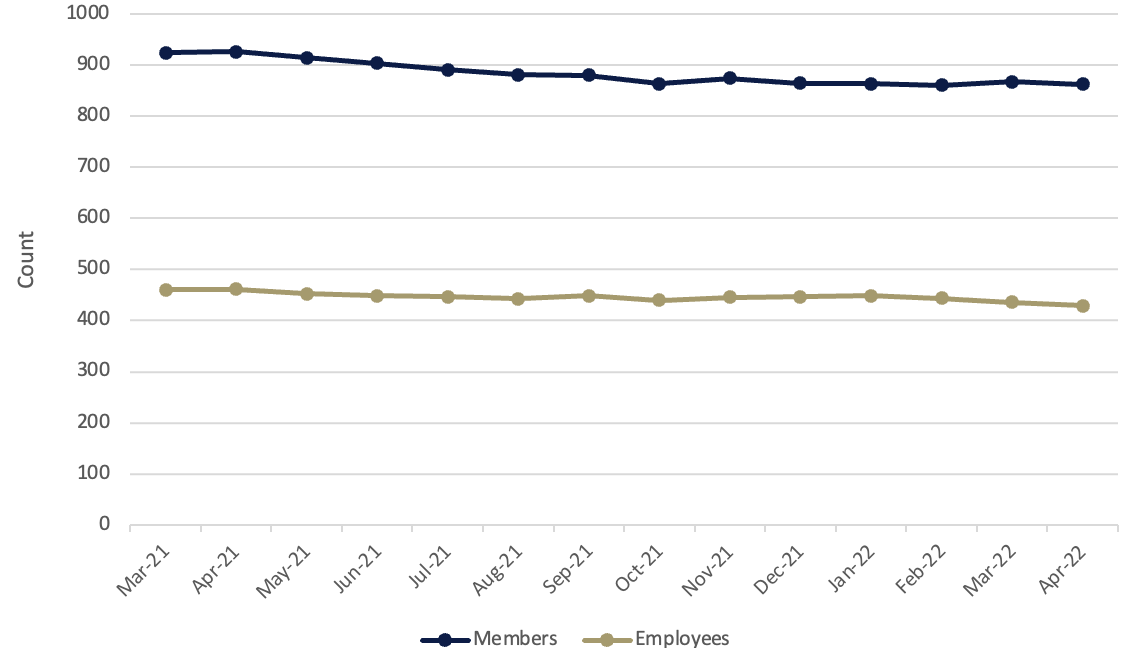 1000
900
800
700
600
500
400
300
200
100
0
Count
Mar-21
Apr-21
May-21
Jun-21
Jul-21
Aug-21
Sep-21
Oct-21
Nov-21
Dec-21
Jan-22
Feb-22
Mar-22
Apr-22
Members Employees